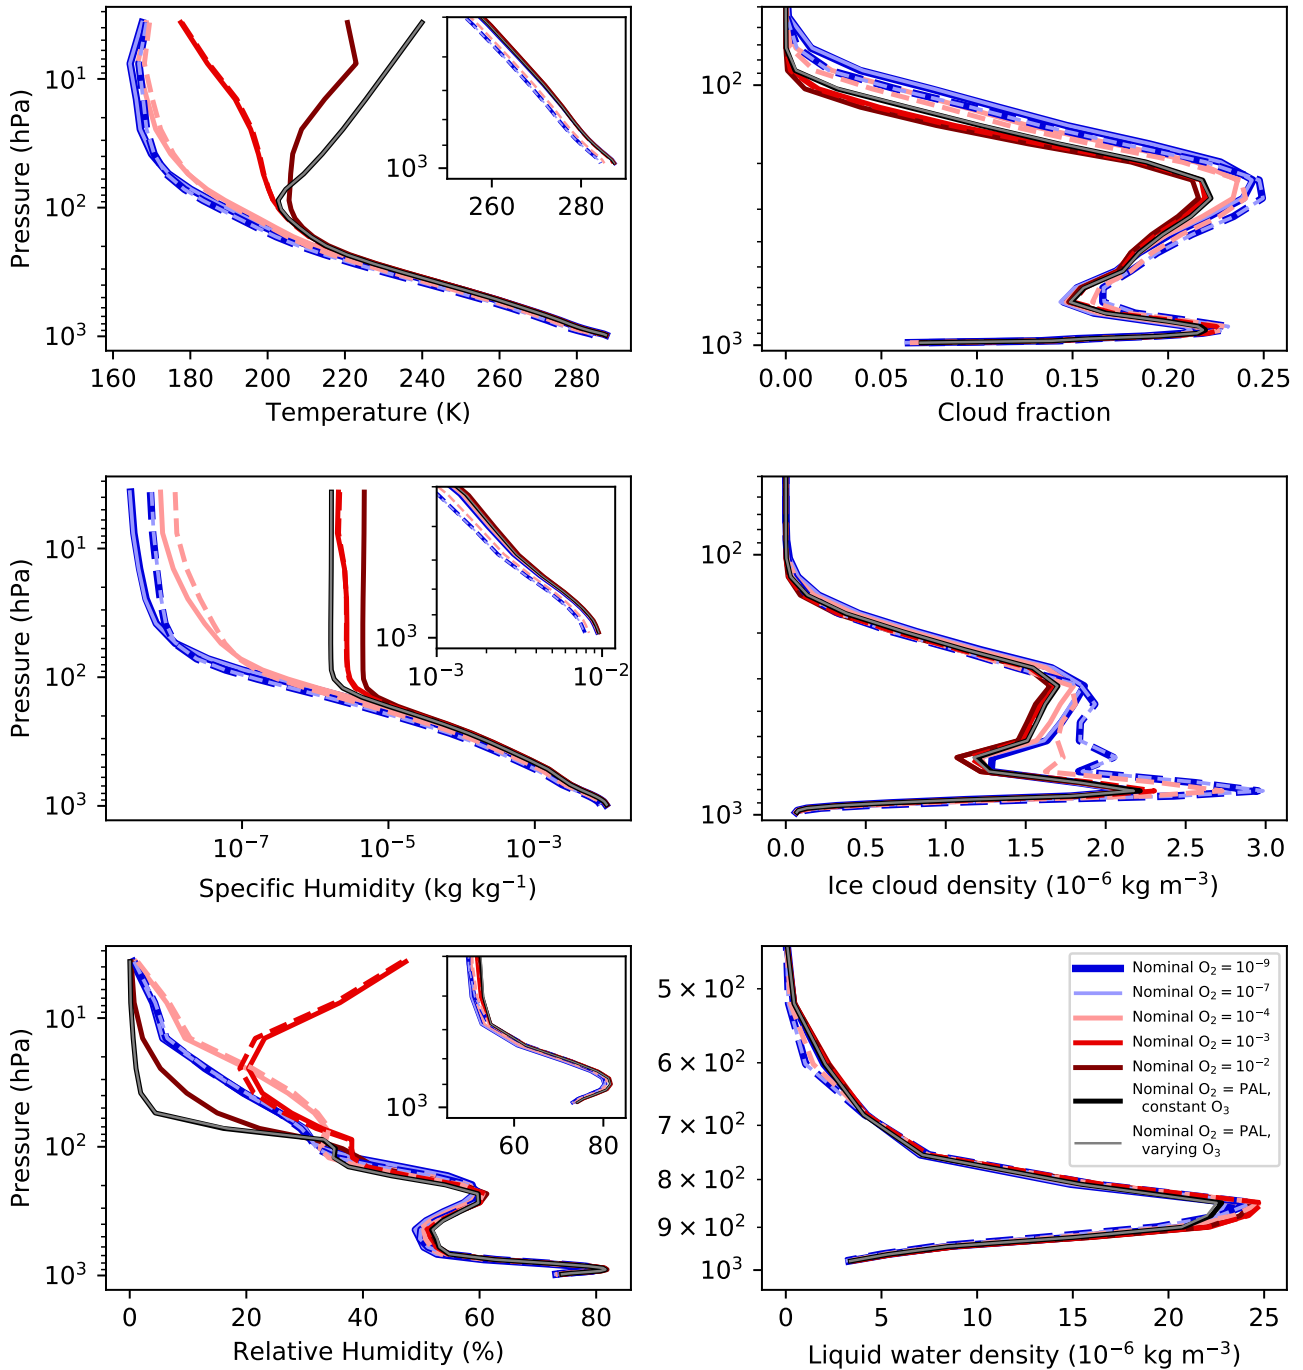 Pressure (hPa)
10¹
10²
10³
160 180 200 220 240 260 280
Temperature (K)
10³
260 280
10²
10³
0.00 0.05 0.10 0.15 0.20 0.25
Cloud fraction
Pressure (hPa)
10¹
10²
10³
10⁻⁷ 10⁻⁵ 10⁻³
Specific Humidity (kg kg⁻¹)
10³
10⁻³ 10⁻²
10²
10³
0.0 0.5 1.0 1.5 2.0 2.5 3.0
Ice cloud density (10⁻⁶ kg m⁻³)
Pressure (hPa)
10¹
10²
10³
0 20 40 60 80
Relative Humidity (%)
10³
60 80
5 × 10²
6 × 10²
7 × 10²
8 × 10²
9 × 10²
10³
0 5 10 15 20 25
Liquid water density (10⁻⁶ kg m⁻³)
Nominal O₂ = 10⁻⁹
Nominal O₂ = 10⁻⁷
Nominal O₂ = 10⁻⁴
Nominal O₂ = 10⁻³
Nominal O₂ = 10⁻²
Nominal O₂ = PAL,
constant O₃
Nominal O₂ = PAL,
varying O₃